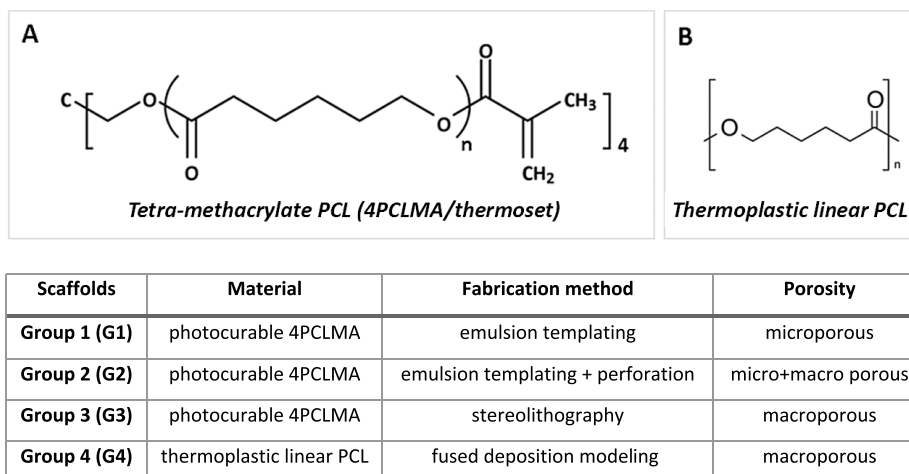 A
C
O
O
n
O
O
CH₃
CH₂
4
Tetra-methacrylate PCL (4PCLMA/thermoset)
B
O
O
n
Thermoplastic linear PCL
Scaffolds Material Fabrication method Porosity
Group 1 (G1) photocurable 4PCLMA emulsion templating microporous
Group 2 (G2) photocurable 4PCLMA emulsion templating + perforation micro+macro porous
Group 3 (G3) photocurable 4PCLMA stereolithography macroporous
Group 4 (G4) thermoplastic linear PCL fused deposition modeling macroporous